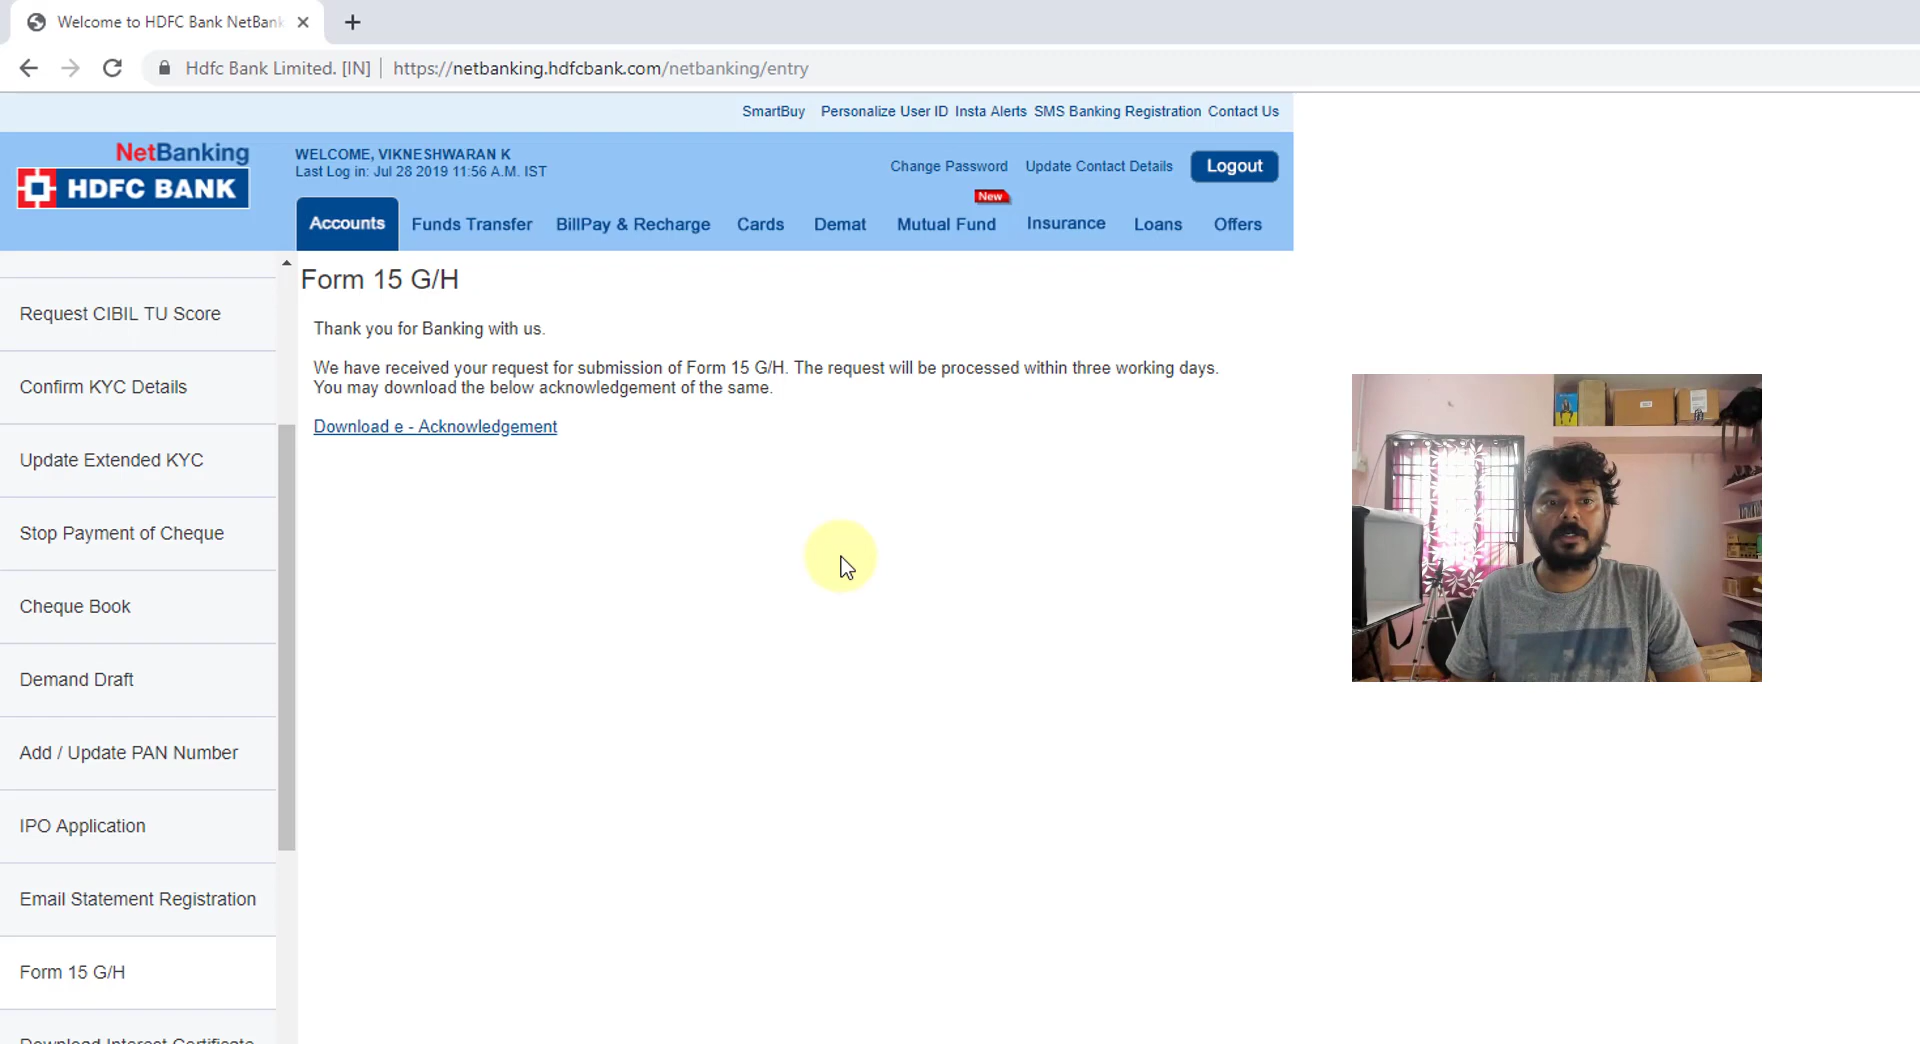 Welcome to HDFC Bank NetBank
Hdfc Bank Limited. [IN] https://netbanking.hdfcbank.com/netbanking/entry
SmartBuy Personalize User ID Insta Alerts SMS Banking Registration Contact Us
NetBanking
HDFC BANK
WELCOME, VIKNESHWARAN K
Last Log in: Jul 28 2019 11:56 A.M. IST
Change Password Update Contact Details Logout
New
Accounts Funds Transfer BillPay & Recharge Cards Demat Mutual Fund Insurance Loans Offers
Request CIBIL TU Score
Confirm KYC Details
Update Extended KYC
Stop Payment of Cheque
Cheque Book
Demand Draft
Add / Update PAN Number
IPO Application
Email Statement Registration
Form 15 G/H
Download Interest Certificate
Form 15 G/H
Thank you for Banking with us.
We have received your request for submission of Form 15 G/H. The request will be processed within three working days.
You may download the below acknowledgement of the same.
Download e - Acknowledgement